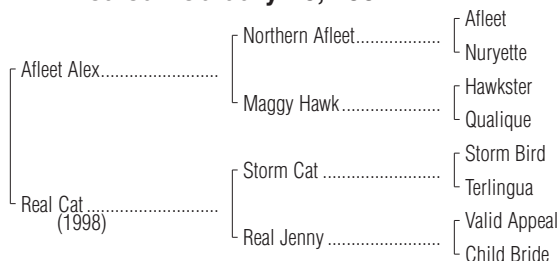 Afleet
Northern Afleet
Nuryette
Afleet Alex
Hawkster
Maggy Hawk
Qualique
Storm Bird
Storm Cat
Terlingua
Real Cat
(1998)
Valid Appeal
Real Jenny
Child Bride